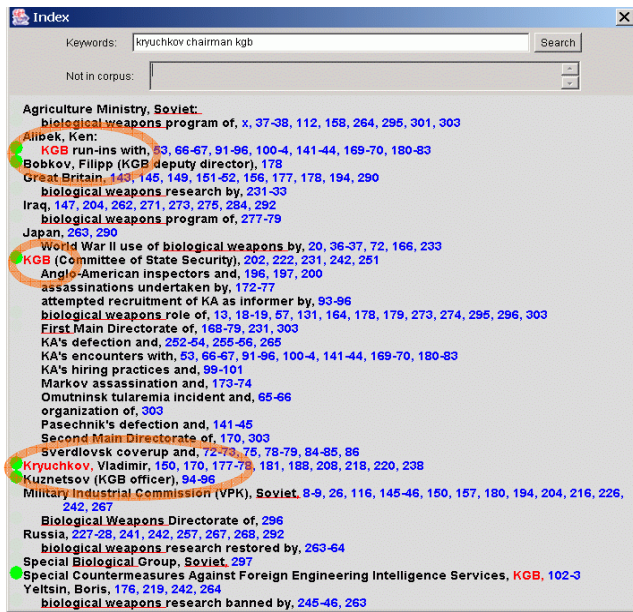 Index
Keywords: kryuchkov chairman kgb Search
Not in corpus:
Agriculture Ministry, Soviet:
biological weapons program of, x, 37-38, 112, 158, 264, 295, 301, 303
Alibek, Ken:
KGB run-ins with, 53, 66-67, 91-96, 100-4, 141-44, 169-70, 180-83
Bobkov, Filipp (KGB deputy director), 178
Great Britain, 143, 145, 149, 151-52, 156, 177, 178, 194, 290
biological weapons research by, 231-33
Iraq, 147, 204, 262, 271, 273, 275, 284, 292
biological weapons program of, 277-79
Japan, 263, 290
World War II use of biological weapons by, 20, 36-37, 72, 166, 233
KGB (Committee of State Security), 202, 222, 231, 242, 251
Anglo-American inspectors and, 196, 197, 200
assassinations undertaken by, 172-77
attempted recruitment of KA as informer by, 93-96
biological weapons role of, 13, 18-19, 57, 131, 164, 178, 179, 273, 274, 295, 296, 303
First Main Directorate of, 168-79, 231, 303
KA's defection and, 252-54, 255-56, 265
KA's encounters with, 53, 66-67, 91-96, 100-4, 141-44, 169-70, 180-83
KA's hiring practices and, 99-101
Markov assassination and, 173-74
Omutninsk tularemia incident and, 65-66
organization of, 303
Pasechnik's defection and, 141-45
Second Main Directorate of, 170, 303
Sverdlovsk coverup and, 72-73, 75, 78-79, 84-85, 86
Kryuchkov, Vladimir, 150, 170, 177-78, 181, 188, 208, 218, 220, 238
Kuznetsov (KGB officer), 94-96
Military Industrial Commission (VPK), Soviet, 8-9, 26, 116, 145-46, 150, 157, 180, 194, 204, 216, 226,
242, 267
Biological Weapons Directorate of, 296
Russia, 227-28, 241, 242, 257, 267, 268, 292
biological weapons research restored by, 263-64
Special Biological Group, Soviet, 297
Special Countermeasures Against Foreign Engineering Intelligence Services, KGB, 102-3
Yeltsin, Boris, 176, 219, 242, 264
biological weapons research banned by, 245-46, 263